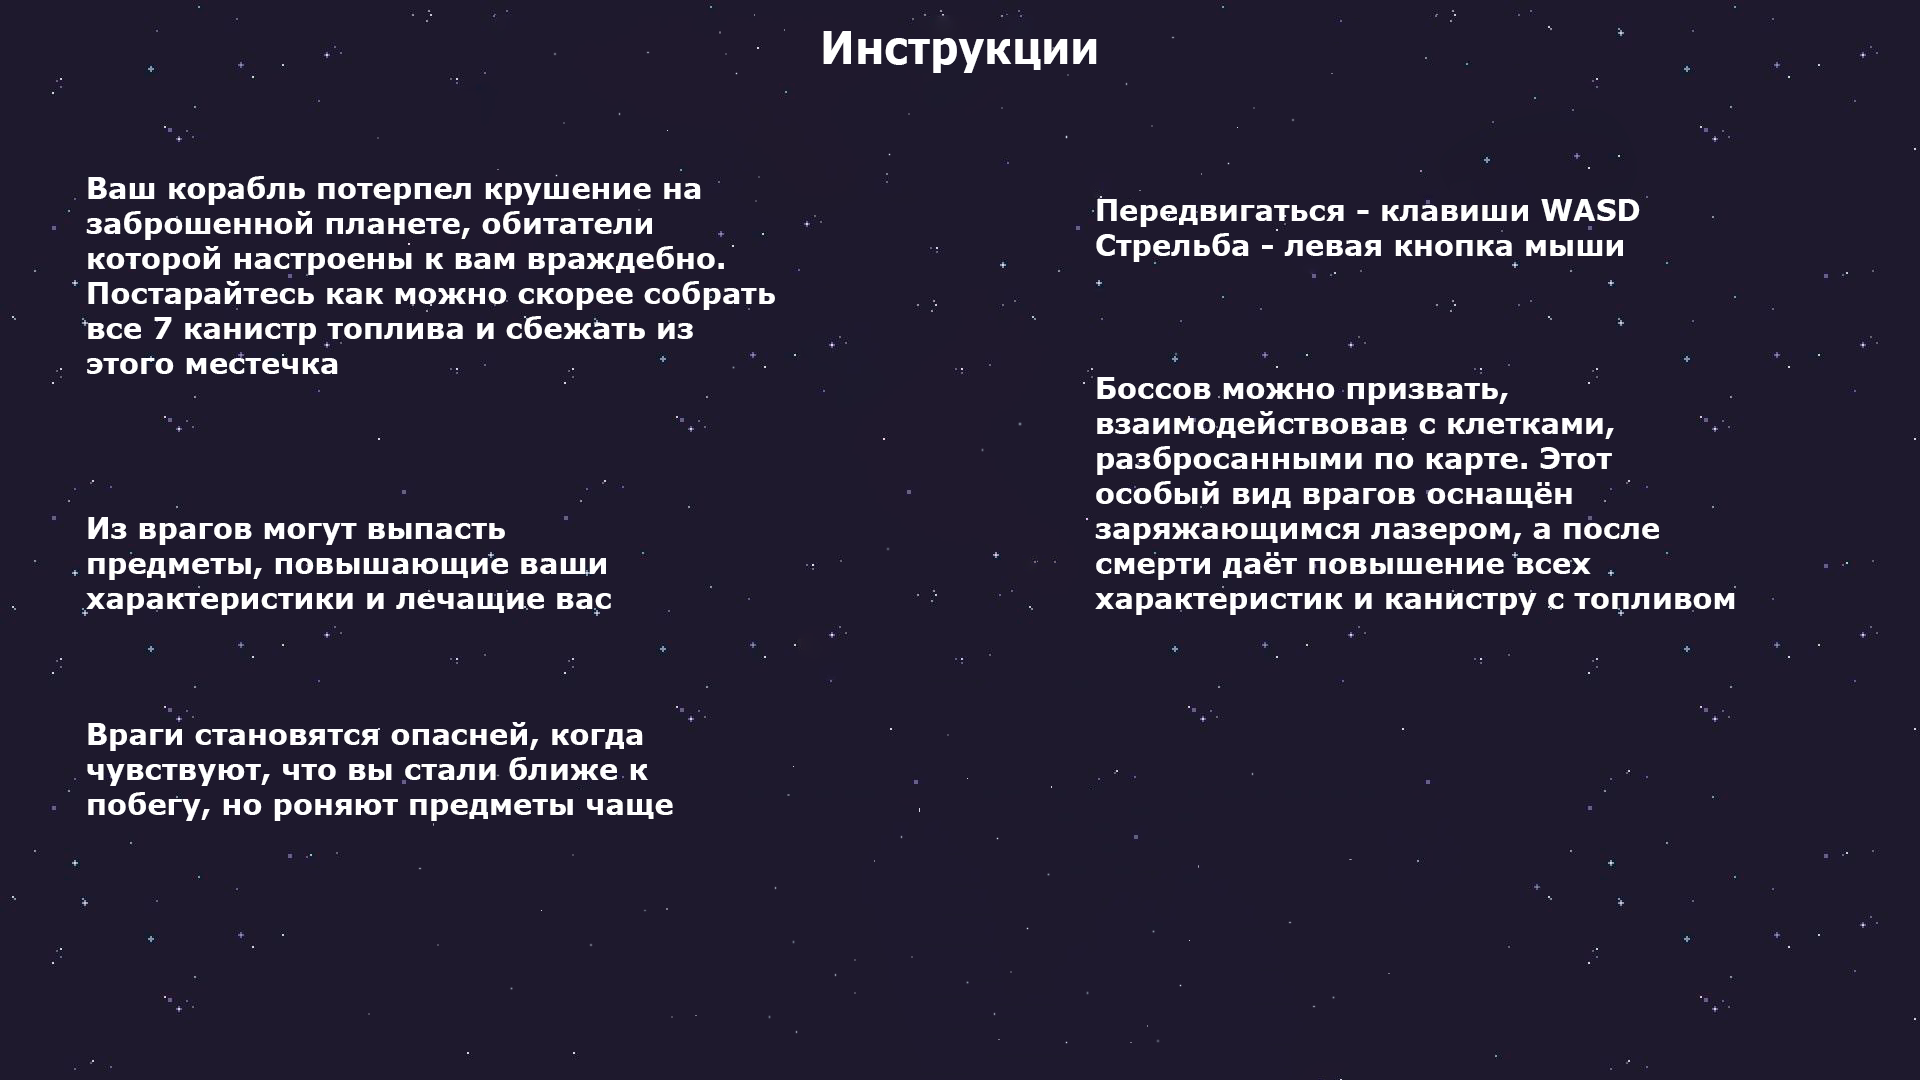 Инструкции
Ваш корабль потерпел крушение на
заброшенной планете, обитатели
которой настроены к вам враждебно.
Постарайтесь как можно скорее собрать
все 7 канистр топлива и сбежать из
этого местечка
Из врагов могут выпасть
предметы, повышающие ваши
характеристики и лечащие вас
Враги становятся опасней, когда
чувствуют, что вы стали ближе к
побегу, но роняют предметы чаще
Передвигаться – клавиши WASD
Стрельба – левая кнопка мыши
Боссов можно призвать,
взаимодействовав с клетками,
разбросанными по карте. Этот
особый вид врагов оснащён
заряжающимся лазером, а после
смерти даёт повышение всех
характеристик и канистру с топливом